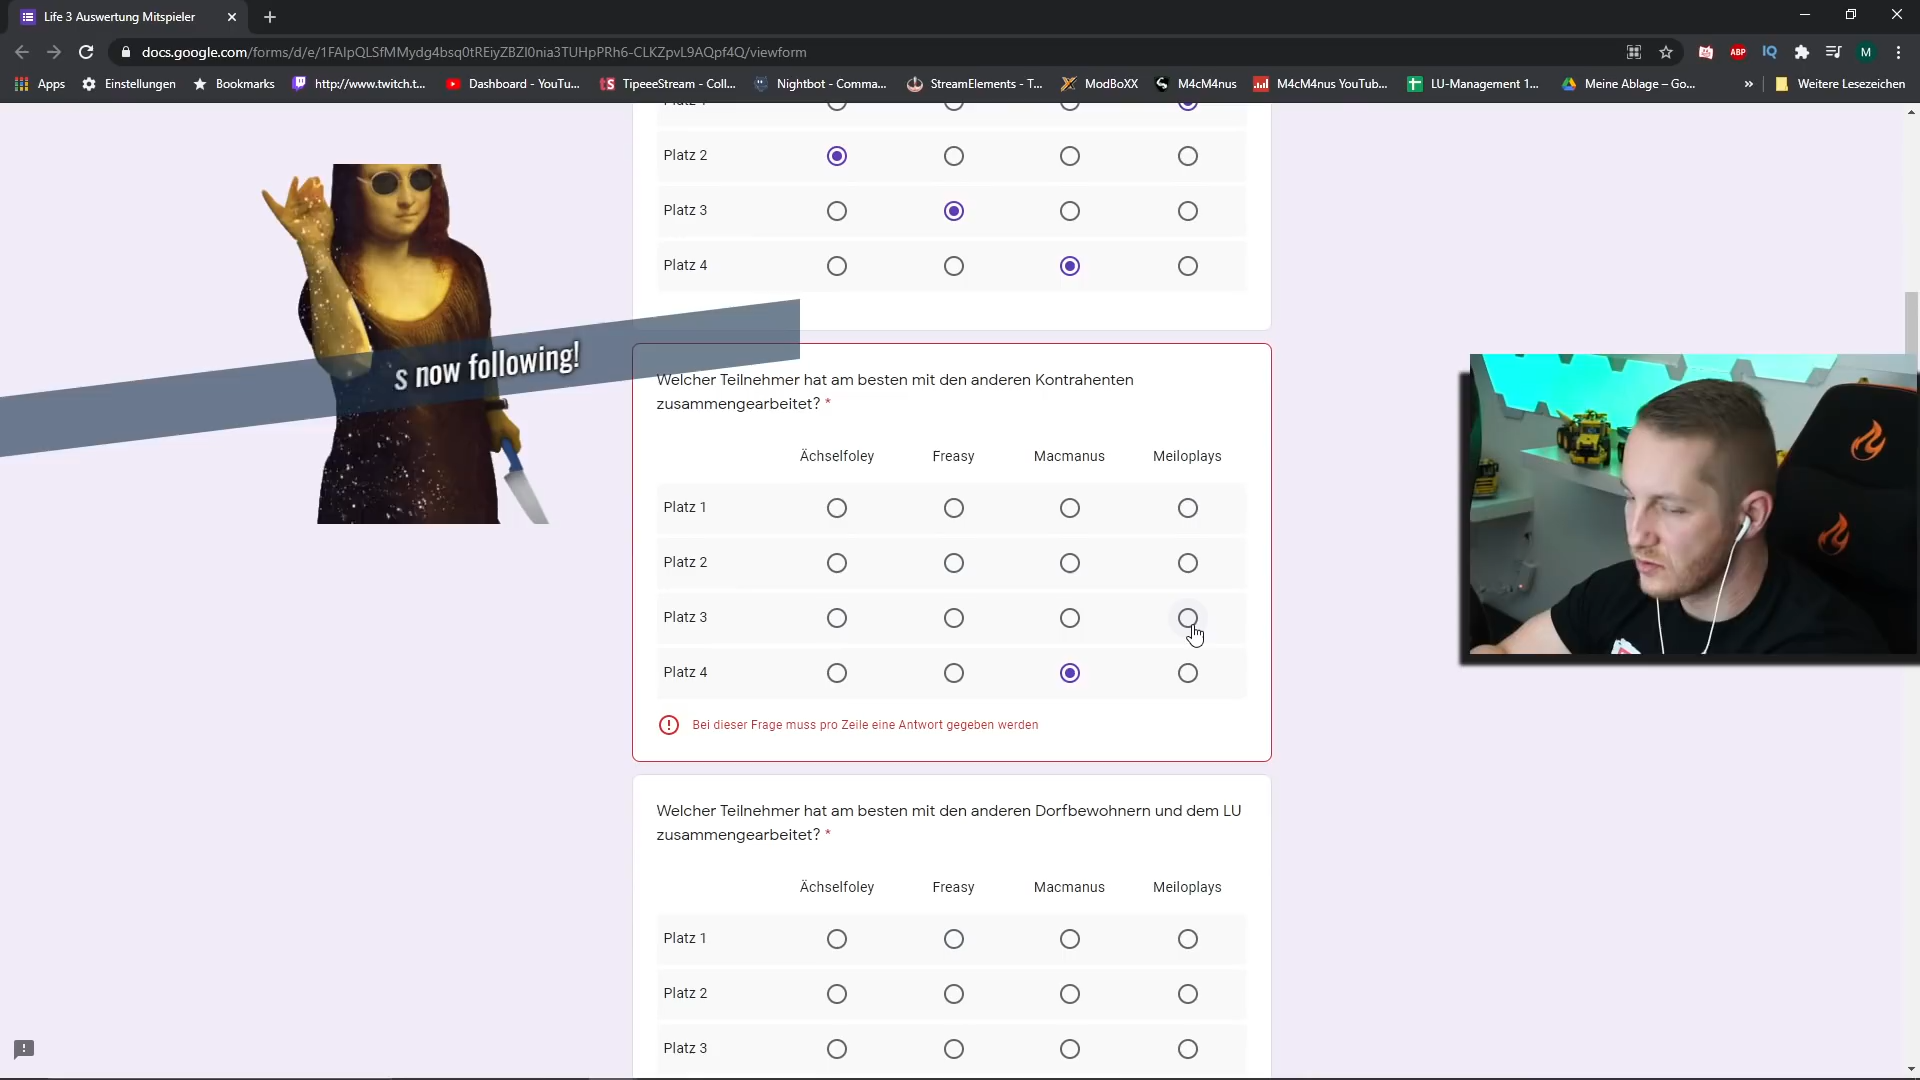 Life 3 Auswertung Mitspieler
docs.google.com/forms/d/e/1FAIpQLSfMMydg4bsq0tREiyZBZI0nia3TUHpPRh6-CLKZpvL9AQpf4Q/viewform
ABP IQ M
Apps Einstellungen Bookmarks http://www.twitch.t... Dashboard - YouTu... TipeeeStream - Coll... Nightbot - Comma... StreamElements - T... ModBoXX M4cM4nus M4cM4nus YouTub... LU-Management 1... Meine Ablage – Go... » Weitere Lesezeichen
Platz 2
Platz 3
Platz 4
s now following!
Welcher Teilnehmer hat am besten mit den anderen Kontrahenten
zusammengearbeitet? *
Ächselfoley Freasy Macmanus Meiloplays
Platz 1
Platz 2
Platz 3
Platz 4
Bei dieser Frage muss pro Zeile eine Antwort gegeben werden
Welcher Teilnehmer hat am besten mit den anderen Dorfbewohnern und dem LU
zusammengearbeitet? *
Ächselfoley Freasy Macmanus Meiloplays
Platz 1
Platz 2
Platz 3